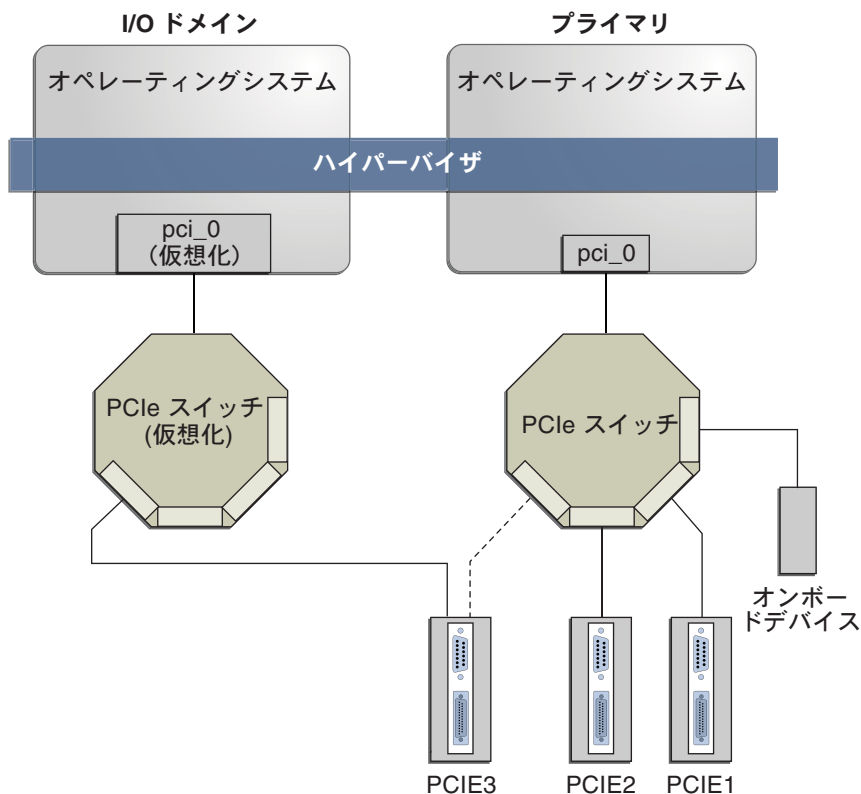 I/O ドメイン
プライマリ
オペレーティングシステム
オペレーティングシステム
ハイパーバイザ
pci_0
（仮想化）
pci_0
PCIe スイッチ
(仮想化)
PCIe スイッチ
オンボー
ドデバイス
PCIE3
PCIE2
PCIE1